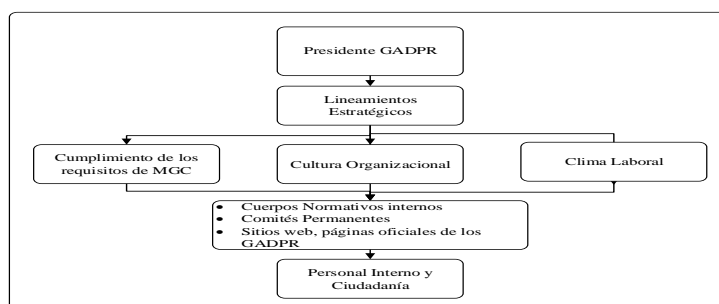 Presidente GADPR
Lineamientos
Estratégicos
Cumplimiento de los
requisitos de MGC
Cultura Organizacional
Clima Laboral
• Cuerpos Normativos internos
• Comités Permanentes
• Sitios web, páginas oficiales de los
GADPR
Personal Interno y
Ciudadanía